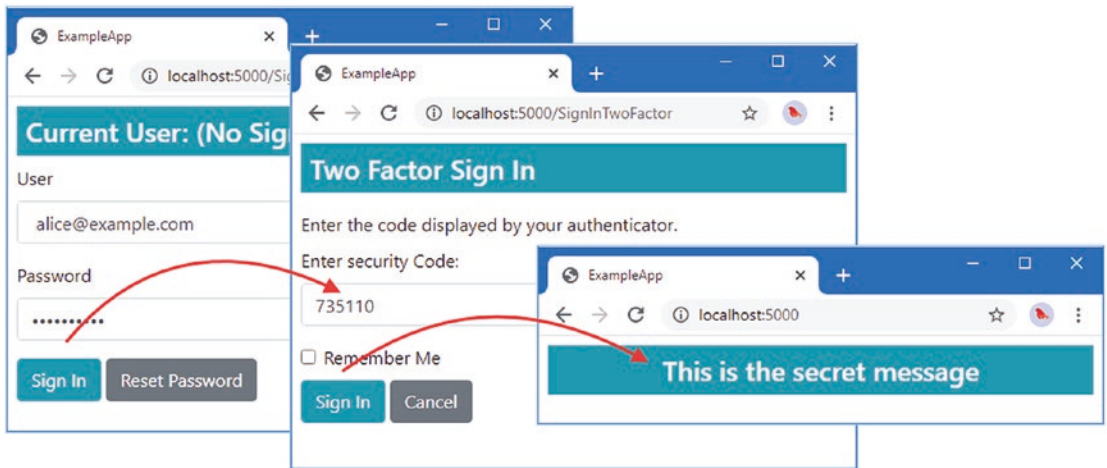 ExampleApp
localhost:5000/Si
Current User: (No Sig
User
alice@example.com
Password
••••••••••
Sign In Reset Password
ExampleApp
localhost:5000/SignInTwoFactor
Two Factor Sign In
Enter the code displayed by your authenticator.
Enter security Code:
735110
Remember Me
Sign In Cancel
ExampleApp
localhost:5000
This is the secret message